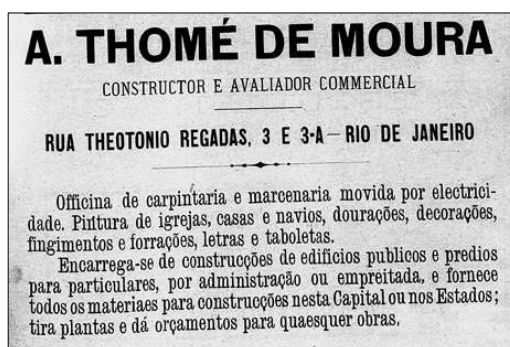 A. THOMÉ DE MOURA
CONSTRUCTOR E AVALIADOR COMMERCIAL
RUA THEOTONIO REGADAS, 3 E 3-A — RIO DE JANEIRO
Officina de carpintaria e marcenaria movida por electrici-
dade. Pintura de igrejas, casas e navios, dourações, decorações,
fingimentos e forrações, letras e taboletas.
Encarrega-se de construcções de edificios publicos e predios
para particulares, por administração ou empreitada, e fornece
todos os materiaes para construcções nesta Capital ou nos Estados;
tira plantas e dá orçamentos para quaesquer obras.